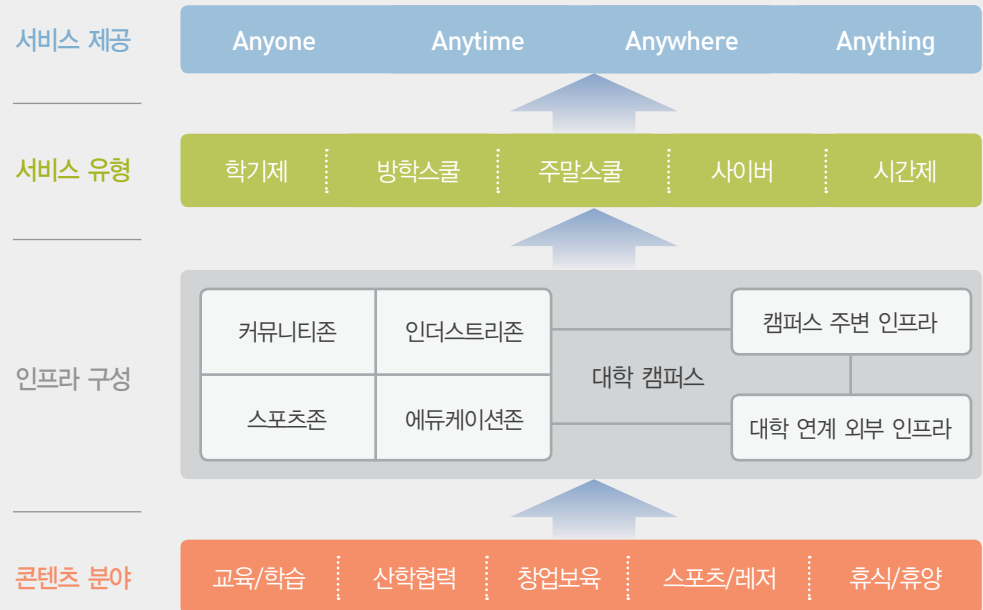 서비스 제공
Anyone Anytime Anywhere Anything
서비스 유형
학기제 방학스쿨 주말스쿨 사이버 시간제
인프라 구성
커뮤니티존 인더스트리존
스포츠존 에듀케이션존
대학 캠퍼스
캠퍼스 주변 인프라
대학 연계 외부 인프라
콘텐츠 분야
교육/학습 산학협력 창업보육 스포츠/레저 휴식/휴양